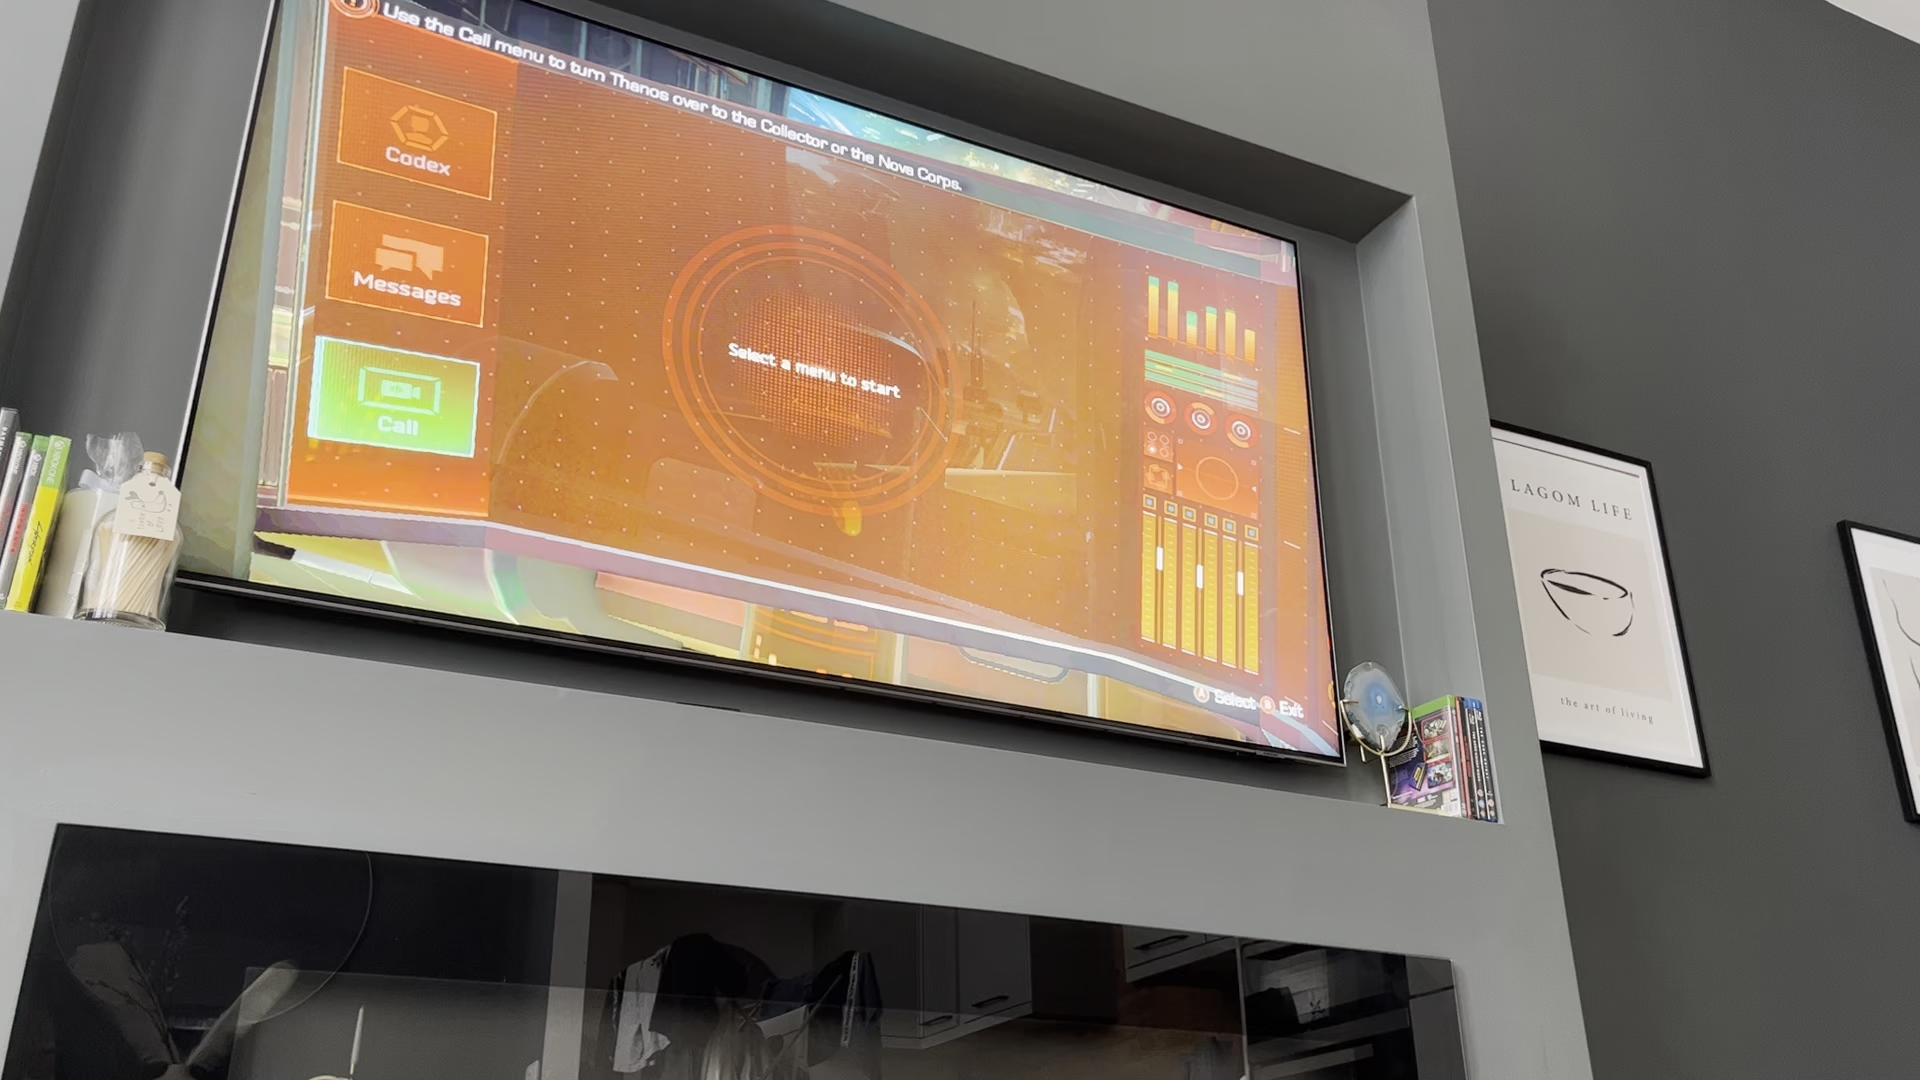 Use the Call menu to turn Thanos over to the Collector or the Nova Corps.
Codex
Messages
Call
Select a menu to start
A Select B Exit
LAGOM LIFE
the art of living